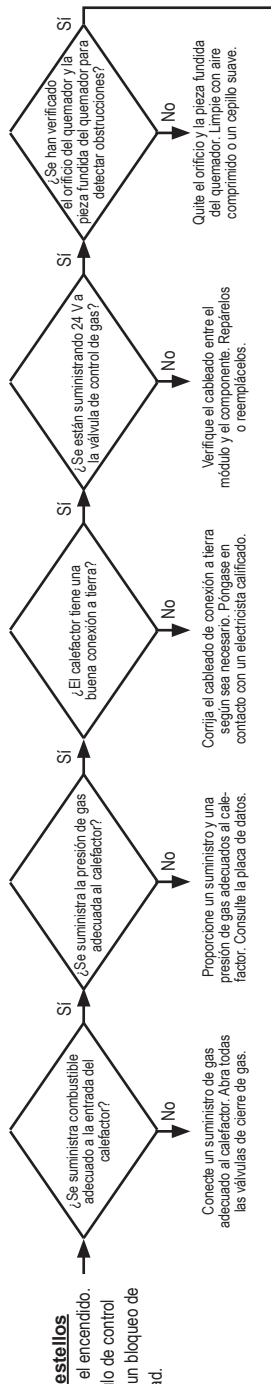 estellos
el encendido.
ulo de control
un bloqueo de
ad.
¿Se suministra combustible
adecuado a la entrada del
calefactor?
Sí
No
Conecte un suministro de gas
adecuado al calefactor. Abra todas
las válvulas de cierre de gas.
¿Se suministra la presión de gas
adecuada al calefactor?
Sí
No
Proporcione un suministro y una
presión de gas adecuados al cale-
factor. Consulte la placa de datos.
¿El calefactor tiene una
buena conexión a tierra?
Sí
No
Corrija el cableado de conexión a tierra
según sea necesario. Póngase en
contacto con un electricista calificado.
¿Se están suministrando 24 V a
la válvula de control de gas?
Sí
No
Verifique el cableado entre el
módulo y el componente. Repárelos
o reemplácelos.
¿Se han verificado
el orificio del quemador y la
pieza fundida del quemador para
detectar obstrucciones?
Sí
No
Quite el orificio y la pieza fundida
del quemador. Limpie con aire
comprimido o un cepillo suave.